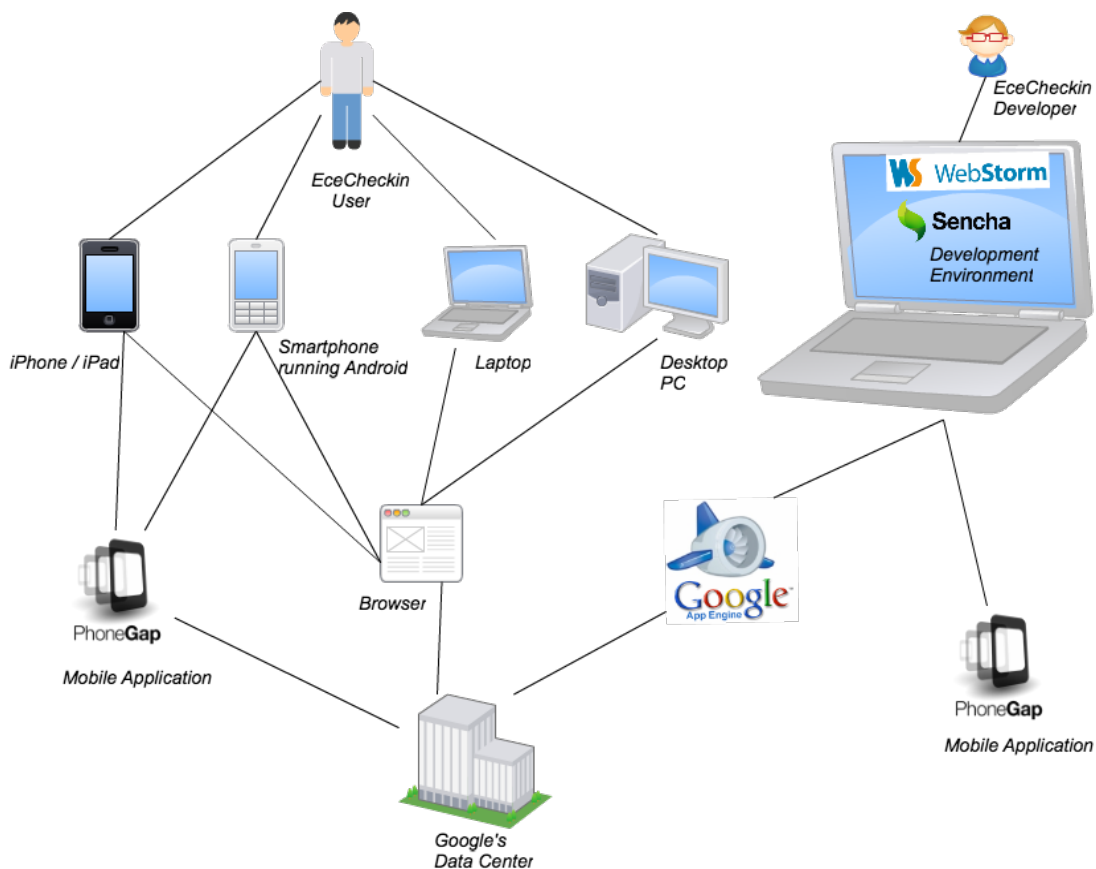 EceCheckin
User
EceCheckin
Developer
WebStorm
Sencha
Development
Environment
iPhone / iPad
Smartphone
running Android
Laptop
Desktop
PC
Browser
Google™
App Engine
PhoneGap
Mobile Application
PhoneGap
Mobile Application
Google's
Data Center